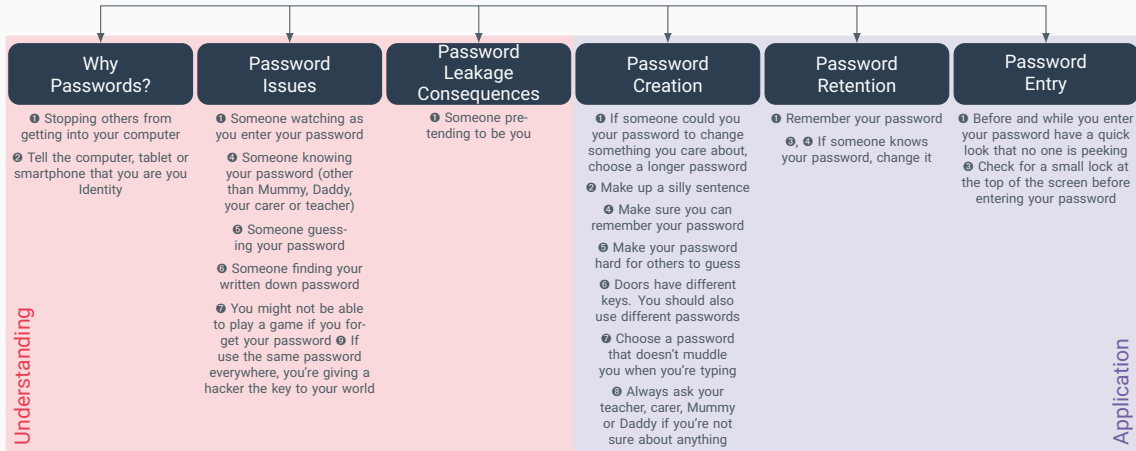 Why
Passwords?
❶ Stopping others from
getting into your computer
❷ Tell the computer, tablet or
smartphone that you are you
Identity
Password
Issues
❶ Someone watching as
you enter your password
❹ Someone knowing
your password (other
than Mummy, Daddy,
your carer or teacher)
❺ Someone guess-
ing your password
❻ Someone finding your
written down password
❼ You might not be able
to play a game if you for-
get your password ❾ If
use the same password
everywhere, you're giving a
hacker the key to your world
Password
Leakage
Consequences
❶ Someone pre-
tending to be you
Password
Creation
❶ If someone could you
your password to change
something you care about,
choose a longer password
❷ Make up a silly sentence
❹ Make sure you can
remember your password
❺ Make your password
hard for others to guess
❻ Doors have different
keys. You should also
use different passwords
❼ Choose a password
that doesn't muddle
you when you're typing
❽ Always ask your
teacher, carer, Mummy
or Daddy if you're not
sure about anything
Password
Retention
❶ Remember your password
❸, ❹ If someone knows
your password, change it
Password
Entry
❶ Before and while you enter
your password have a quick
look that no one is peeking
❸ Check for a small lock at
the top of the screen before
entering your password
Understanding
Application